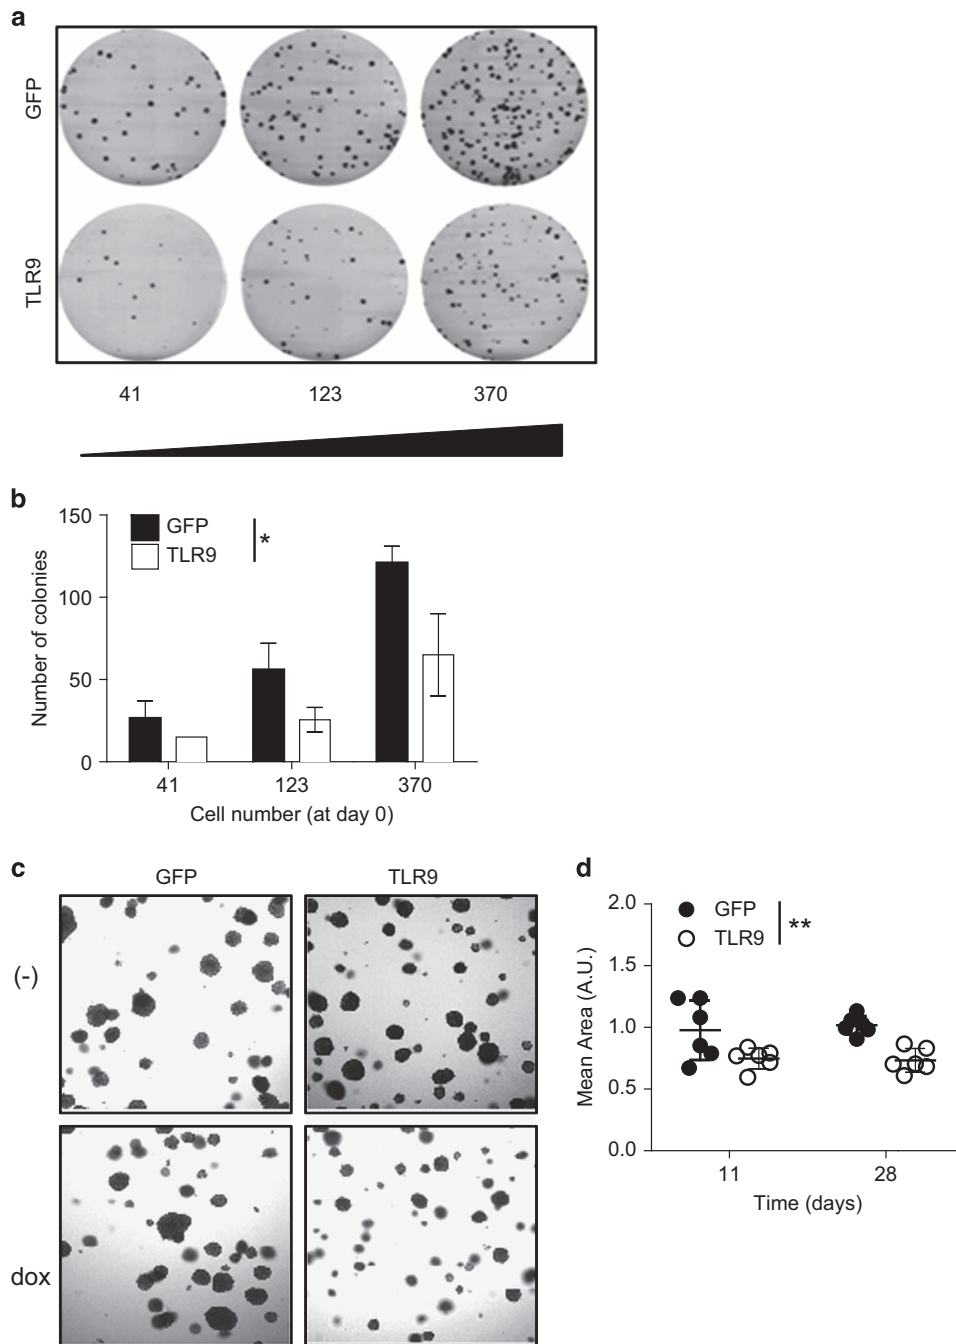 a
GFP
TLR9
41 123 370
b
150
100
50
0
Number of colonies
GFP
TLR9
*
41 123 370
Cell number (at day 0)
c
GFP TLR9
(-)
dox
d
2.0
1.5
1.0
0.5
0.0
Mean Area (A.U.)
GFP
TLR9
**
11 28
Time (days)